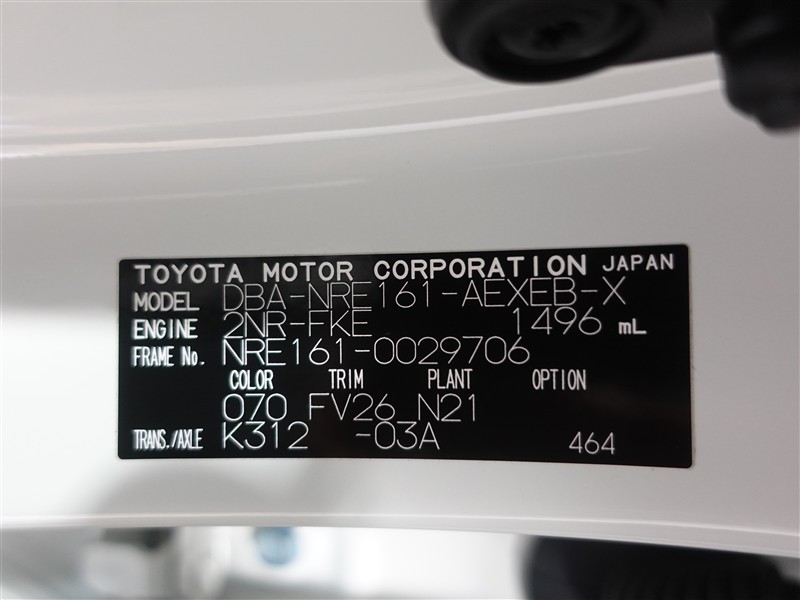 TOYOTA MOTOR CORPORATION JAPAN
MODEL DBA-NRE161-AEXEB-X
ENGINE 2NR-FKE 1496 mL
FRAME No. NRE161-0029706
COLOR TRIM PLANT OPTION
070 FV26 N21
TRANS./AXLE K312 -03A 464